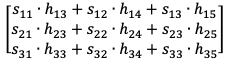 [s₁₁ · h₁₃ + s₁₂ · h₁₄ + s₁₃ · h₁₅
s₂₁ · h₂₃ + s₂₂ · h₂₄ + s₂₃ · h₂₅
s₃₁ · h₃₃ + s₃₂ · h₃₄ + s₃₃ · h₃₅]